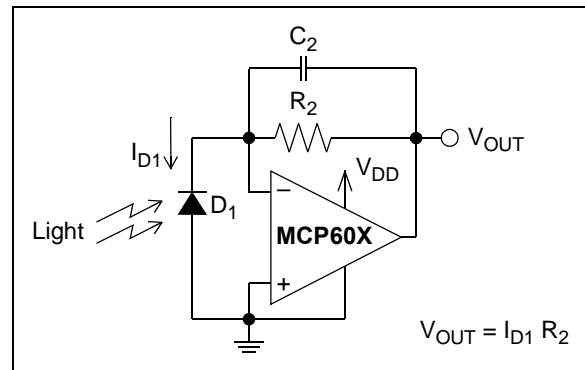 C2
R2
ID1
VOUT
VDD
D1
Light
−
MCP60X
+
VOUT = ID1 R2